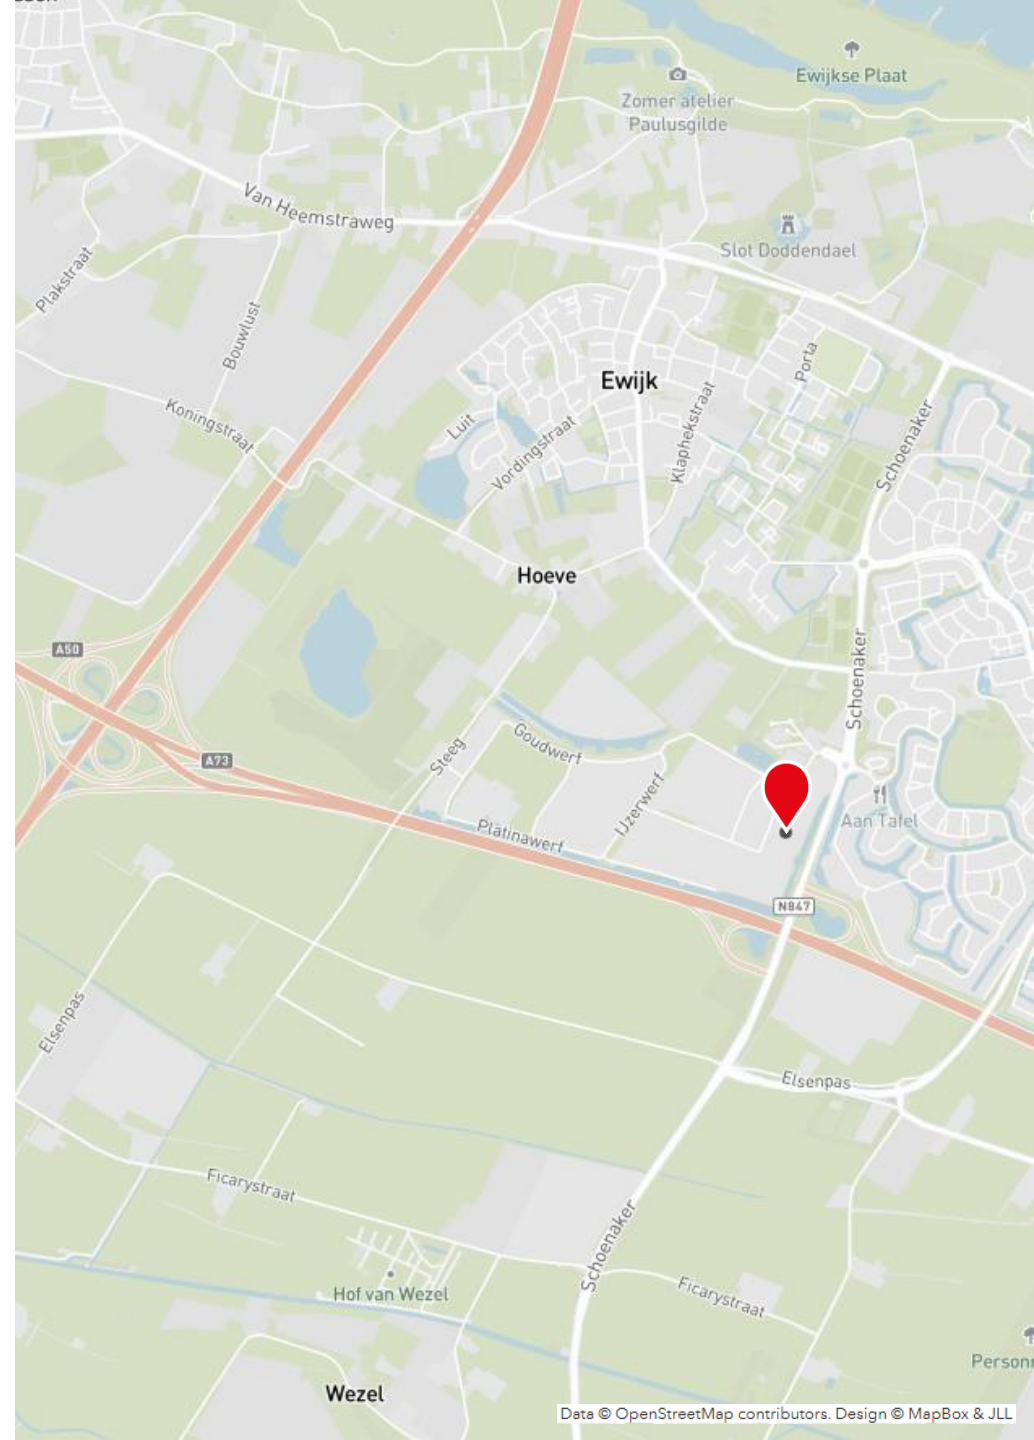 Ewijkse Plaat
Zomer atelier
Paulusgilde
Van Heemstraweg
Slot Doddendael
Plakstraat
Bouwlust
Porta
Ewijk
Klaphekstraat
Schoenaker
Koningstraat
Luit
Vordingstraat
Hoeve
A50
Schoenaker
Goudwerf
Steeg
A73
IJzerwerf
Aan Tafel
Platinawerf
N847
Elsenpas
Elsenpas
Ficarystraat
Schoenaker
Hof van Wezel
Ficarystraat
Wezel
Data © OpenStreetMap contributors. Design © MapBox & JLL